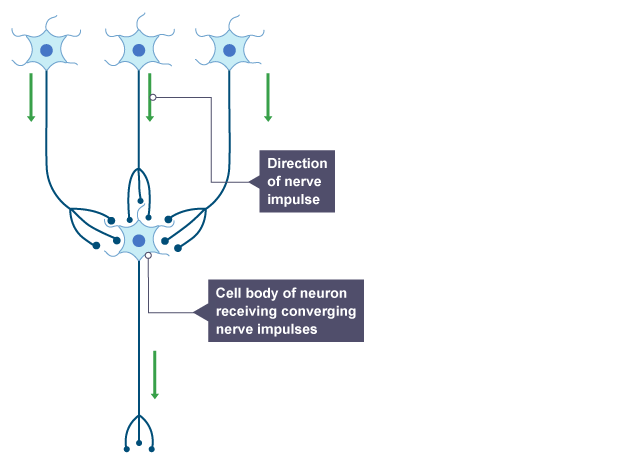 Direction
of nerve
impulse
Cell body of neuron
receiving converging
nerve impulses